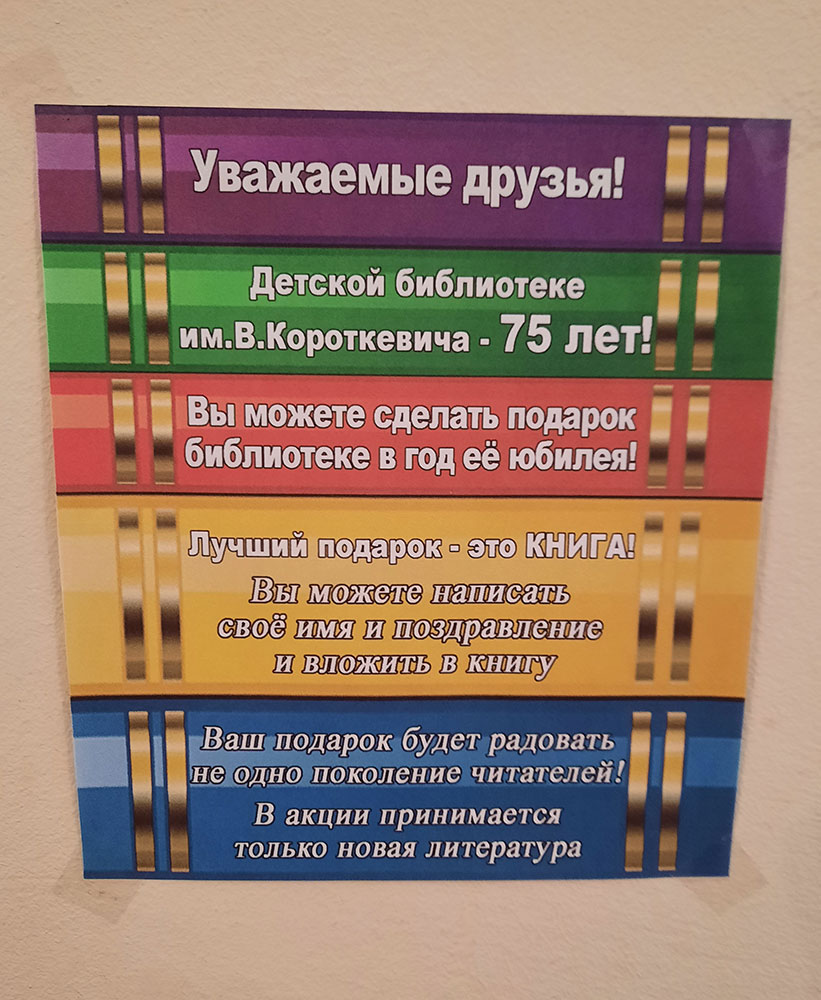 Уважаемые друзья!
Детской библиотеке
им.В.Короткевича - 75 лет!
Вы можете сделать подарок
библиотеке в год её юбилея!
Лучший подарок - это КНИГА!
Вы можете написать
своё имя и поздравление
и вложить в книгу
Ваш подарок будет радовать
не одно поколение читателей!
В акции принимается
только новая литература